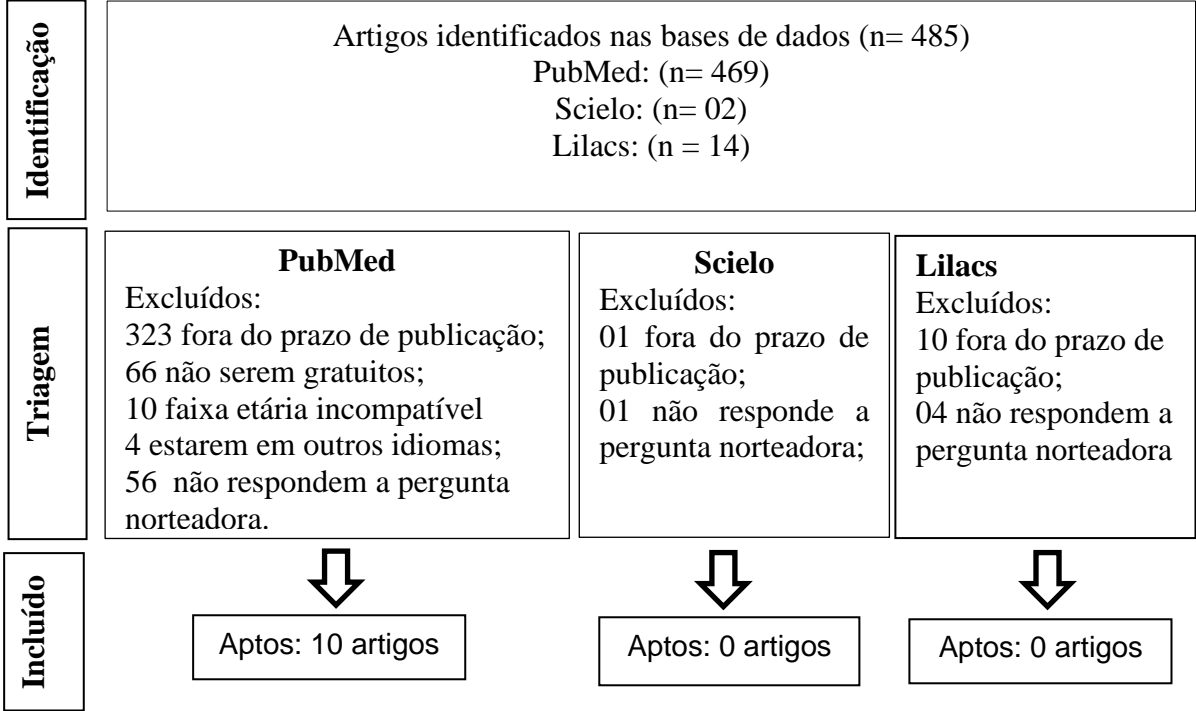 Identificação
Artigos identificados nas bases de dados (n= 485)
PubMed: (n= 469)
Scielo: (n= 02)
Lilacs: (n = 14)
Triagem
PubMed
Excluídos:
323 fora do prazo de publicação;
66 não serem gratuitos;
10 faixa etária incompatível
4 estarem em outros idiomas;
56 não respondem a pergunta
norteadora.
Scielo
Excluídos:
01 fora do prazo de
publicação;
01 não responde a
pergunta norteadora;
Lilacs
Excluídos:
10 fora do prazo de
publicação;
04 não respondem a
pergunta norteadora
Incluído
Aptos: 10 artigos
Aptos: 0 artigos
Aptos: 0 artigos